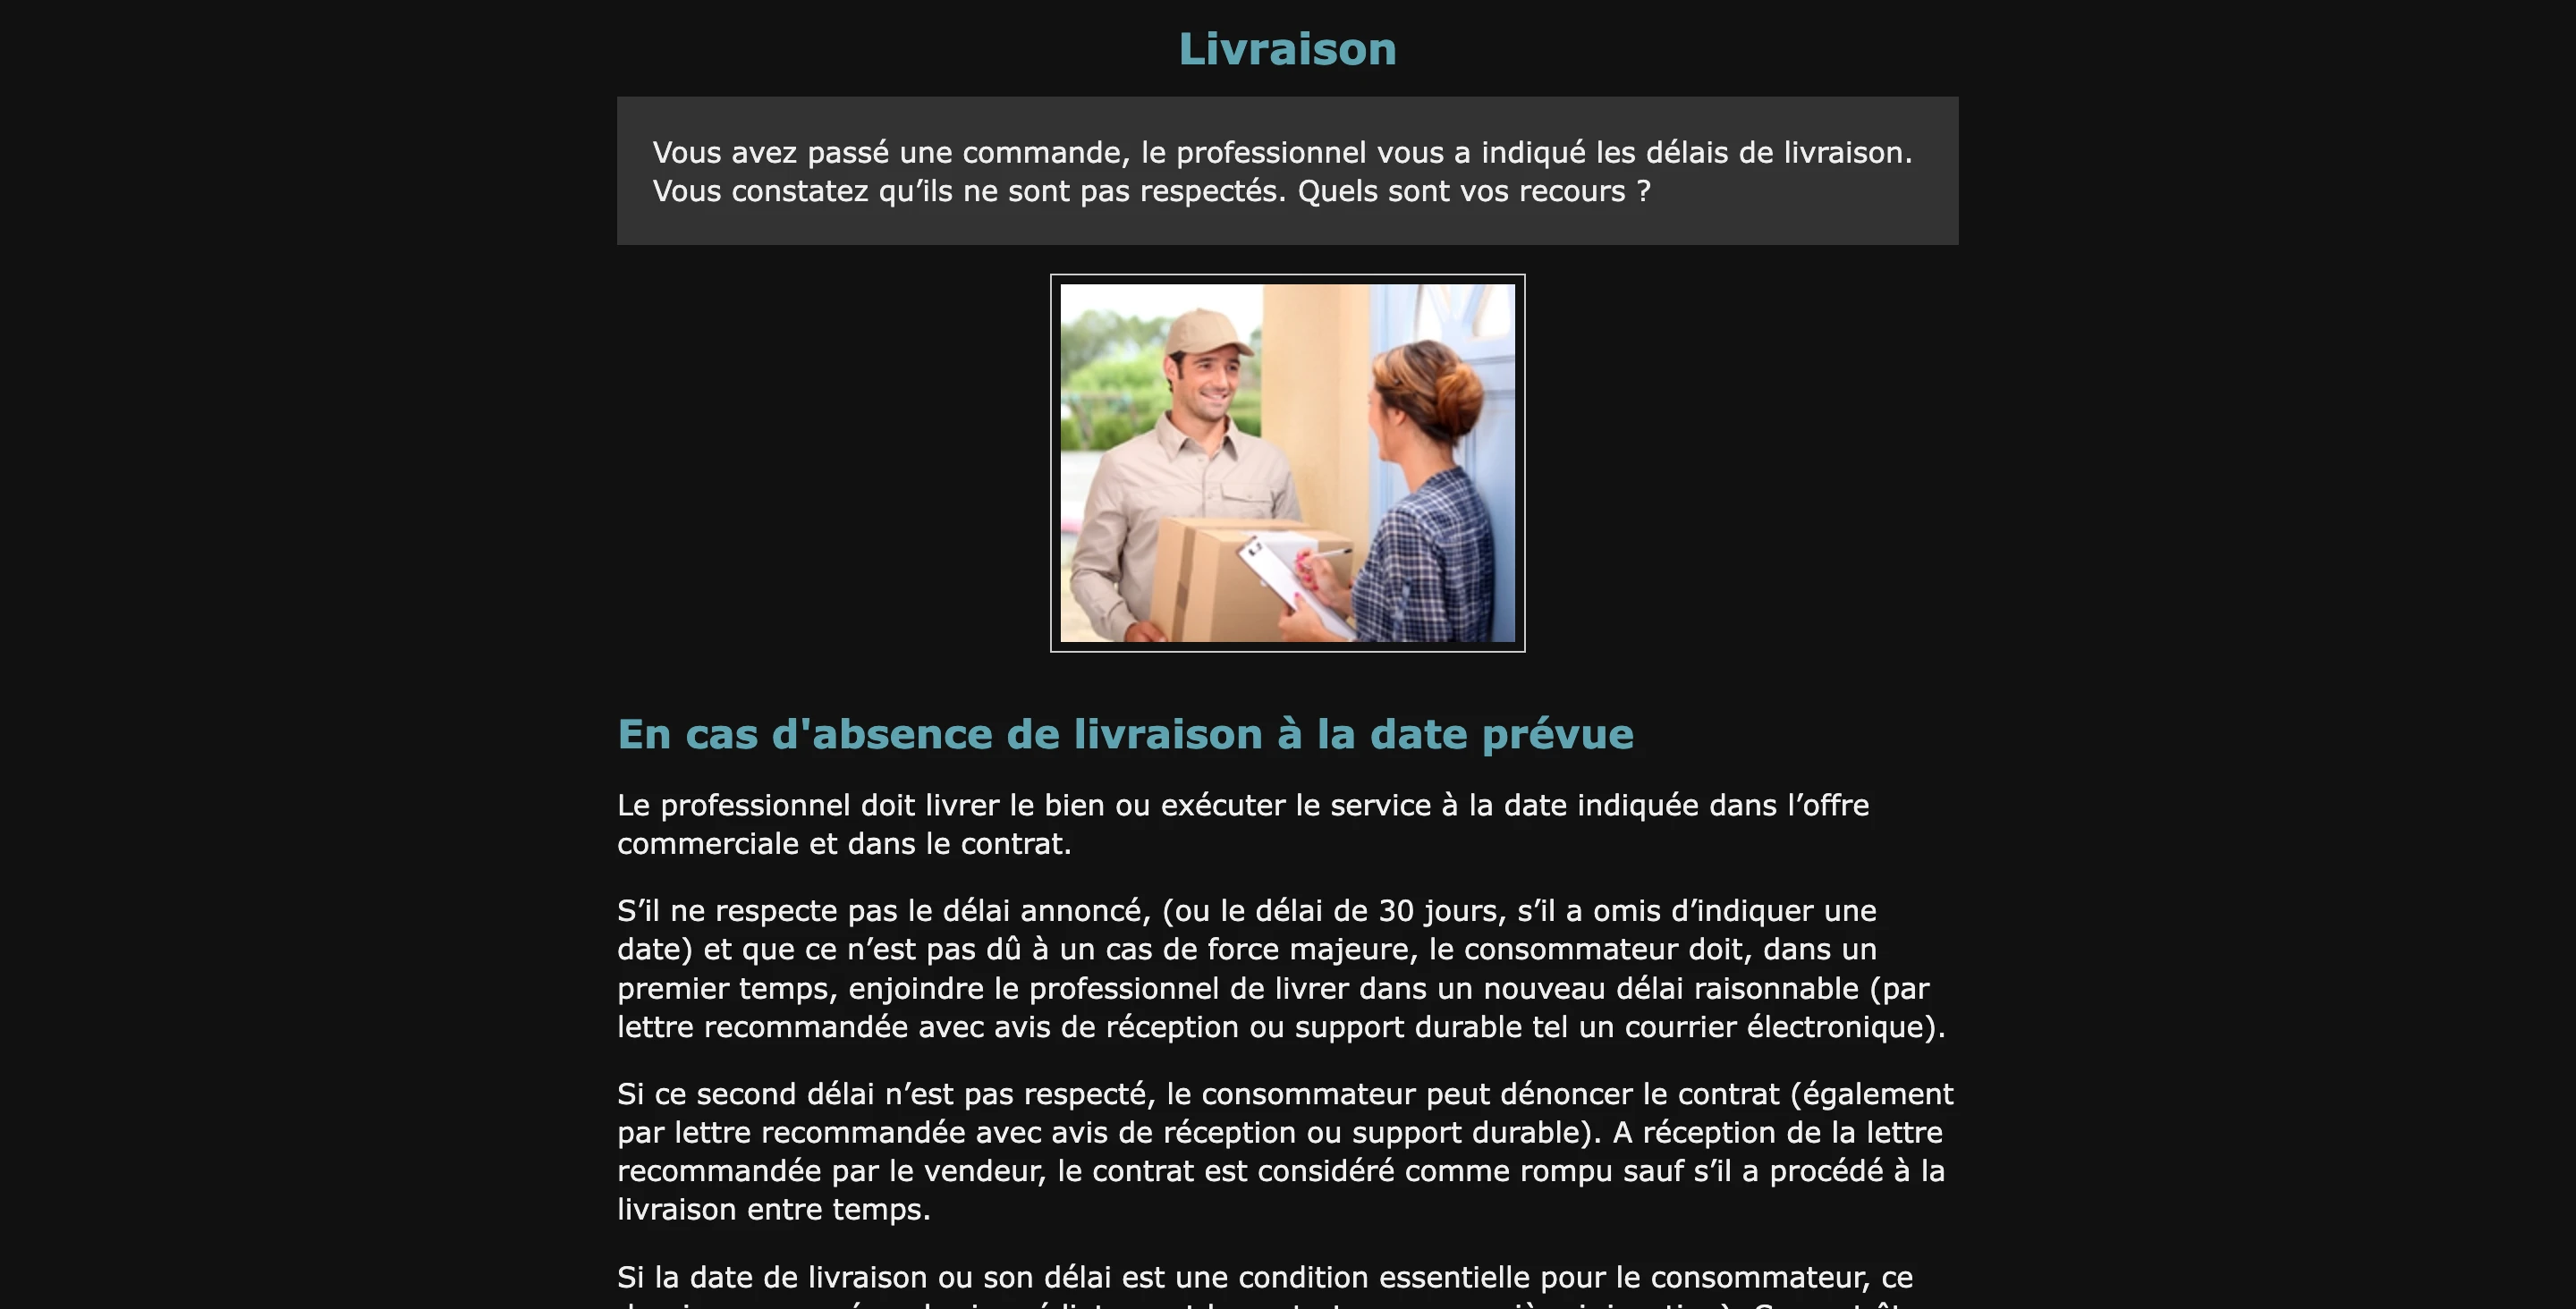 Livraison
Vous avez passé une commande, le professionnel vous a indiqué les délais de livraison.
Vous constatez qu’ils ne sont pas respectés. Quels sont vos recours ?
En cas d'absence de livraison à la date prévue
Le professionnel doit livrer le bien ou exécuter le service à la date indiquée dans l’offre
commerciale et dans le contrat.
S’il ne respecte pas le délai annoncé, (ou le délai de 30 jours, s’il a omis d’indiquer une
date) et que ce n’est pas dû à un cas de force majeure, le consommateur doit, dans un
premier temps, enjoindre le professionnel de livrer dans un nouveau délai raisonnable (par
lettre recommandée avec avis de réception ou support durable tel un courrier électronique).
Si ce second délai n’est pas respecté, le consommateur peut dénoncer le contrat (également
par lettre recommandée avec avis de réception ou support durable). A réception de la lettre
recommandée par le vendeur, le contrat est considéré comme rompu sauf s’il a procédé à la
livraison entre temps.
Si la date de livraison ou son délai est une condition essentielle pour le consommateur, ce